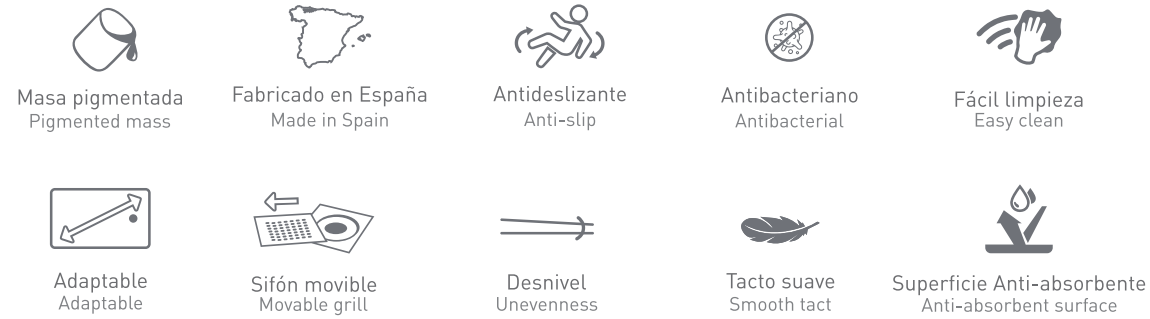 Masa pigmentada
Pigmented mass
Fabricado en España
Made in Spain
Antideslizante
Anti-slip
Antibacteriano
Antibacterial
Fácil limpieza
Easy clean
Adaptable
Adaptable
Sifón movible
Movable grill
Desnivel
Unevenness
Tacto suave
Smooth tact
Superficie Anti-absorbente
Anti-absorbent surface